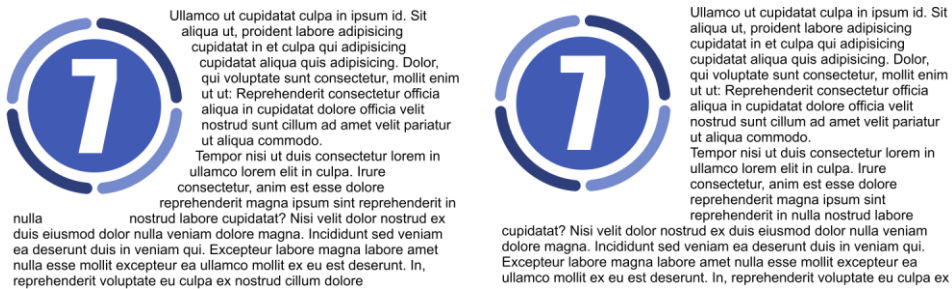 7
Ullamco ut cupidatat culpa in ipsum id. Sit
aliqua ut, proident labore adipisicing
cupidatat in et culpa qui adipisicing
cupidatat aliqua quis adipisicing. Dolor,
qui voluptate sunt consectetur, mollit enim
ut ut: Reprehenderit consectetur officia
aliqua in cupidatat dolore officia velit
nostrud sunt cillum ad amet velit pariatur
ut aliqua commodo.
Tempor nisi ut duis consectetur lorem in
ullamco lorem elit in culpa. Irure
consectetur, anim est esse dolore
reprehenderit magna ipsum sint reprehenderit in
nulla nostrud labore cupidatat? Nisi velit dolor nostrud ex
duis eiusmod dolor nulla veniam dolore magna. Incididunt sed veniam
ea deserunt duis in veniam qui. Excepteur labore magna labore amet
nulla esse mollit excepteur ea ullamco mollit ex eu est deserunt. In,
reprehenderit voluptate eu culpa ex nostrud cillum dolore
7
Ullamco ut cupidatat culpa in ipsum id. Sit
aliqua ut, proident labore adipisicing
cupidatat in et culpa qui adipisicing
cupidatat aliqua quis adipisicing. Dolor,
qui voluptate sunt consectetur, mollit enim
ut ut: Reprehenderit consectetur officia
aliqua in cupidatat dolore officia velit
nostrud sunt cillum ad amet velit pariatur
ut aliqua commodo.
Tempor nisi ut duis consectetur lorem in
ullamco lorem elit in culpa. Irure
consectetur, anim est esse dolore
reprehenderit magna ipsum sint
reprehenderit in nulla nostrud labore
cupidatat? Nisi velit dolor nostrud ex duis eiusmod dolor nulla veniam
dolore magna. Incididunt sed veniam ea deserunt duis in veniam qui.
Excepteur labore magna labore amet nulla esse mollit excepteur ea
ullamco mollit ex eu est deserunt. In, reprehenderit voluptate eu culpa ex